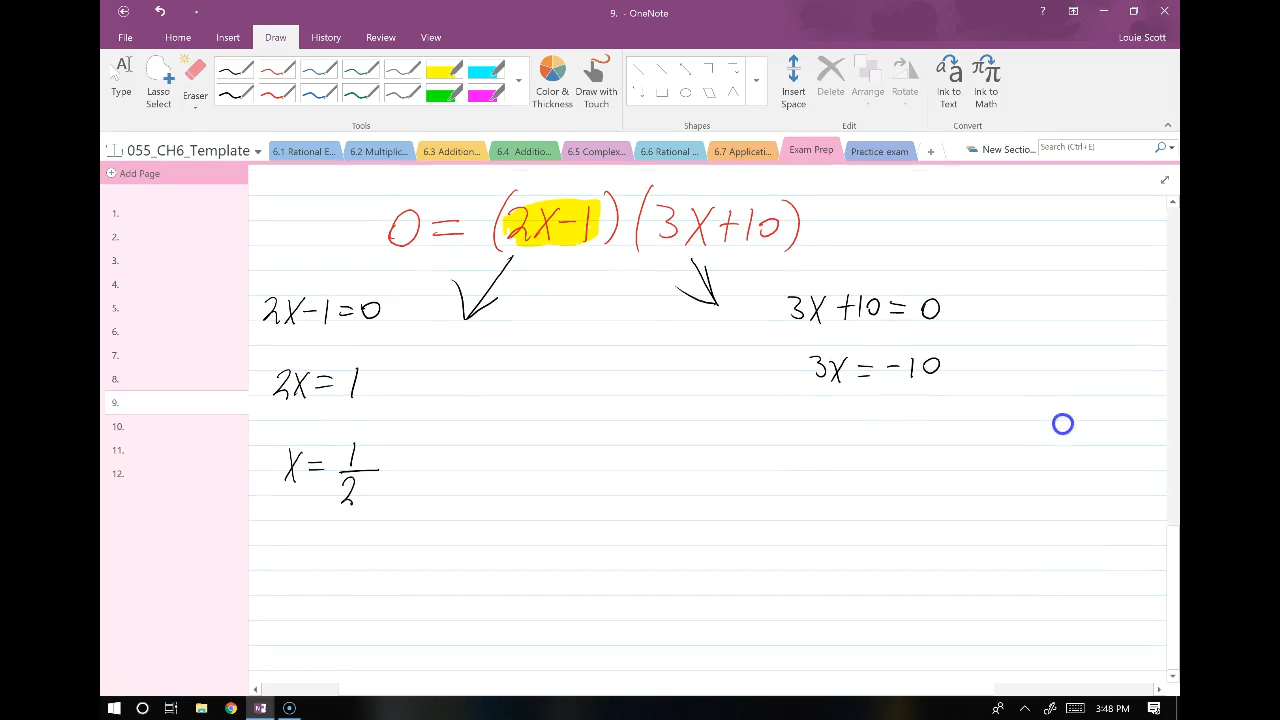 9. - OneNote
?
File Home Insert Draw History Review View
Louie Scott
Type
Lasso Select
Eraser
Color & Thickness
Draw with Touch
Insert Space
Delete
Arrange
Rotate
Ink to Text
Ink to Math
Tools
Shapes
Edit
Convert
055_CH6_Template
6.1 Rational E...
6.2 Multiplic...
6.3 Addition...
6.4 Additio...
6.5 Complex...
6.6 Rational ...
6.7 Applicati...
Exam Prep
Practice exam
New Sectio...
Search (Ctrl+E)
Add Page
1.
2.
3.
4.
5.
6.
7.
8.
9.
10.
11.
12.
0 = (2X-1)(3X+10)
2X-1=0
3X+10=0
2X=1
3X=-10
X=1/2
3:48 PM